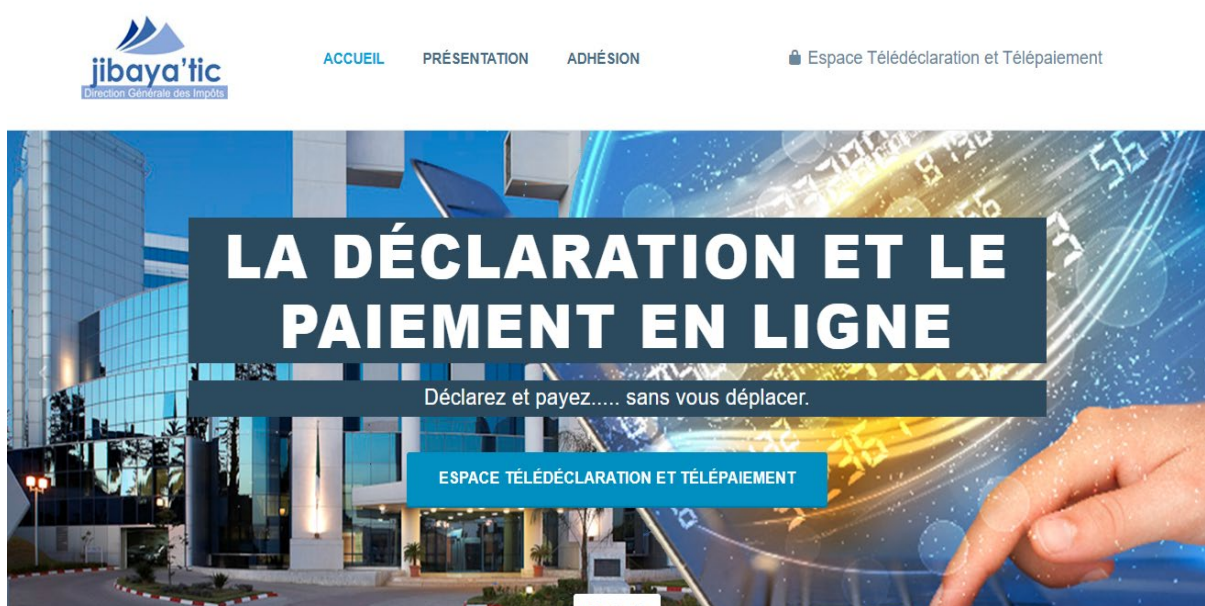 jibaya'tic
Direction Générale des Impôts
ACCUEIL
PRÉSENTATION
ADHÉSION
Espace Télédéclaration et Télépaiement
LA DÉCLARATION ET LE
PAIEMENT EN LIGNE
Déclarez et payez..... sans vous déplacer.
ESPACE TÉLÉDÉCLARATION ET TÉLÉPAIEMENT